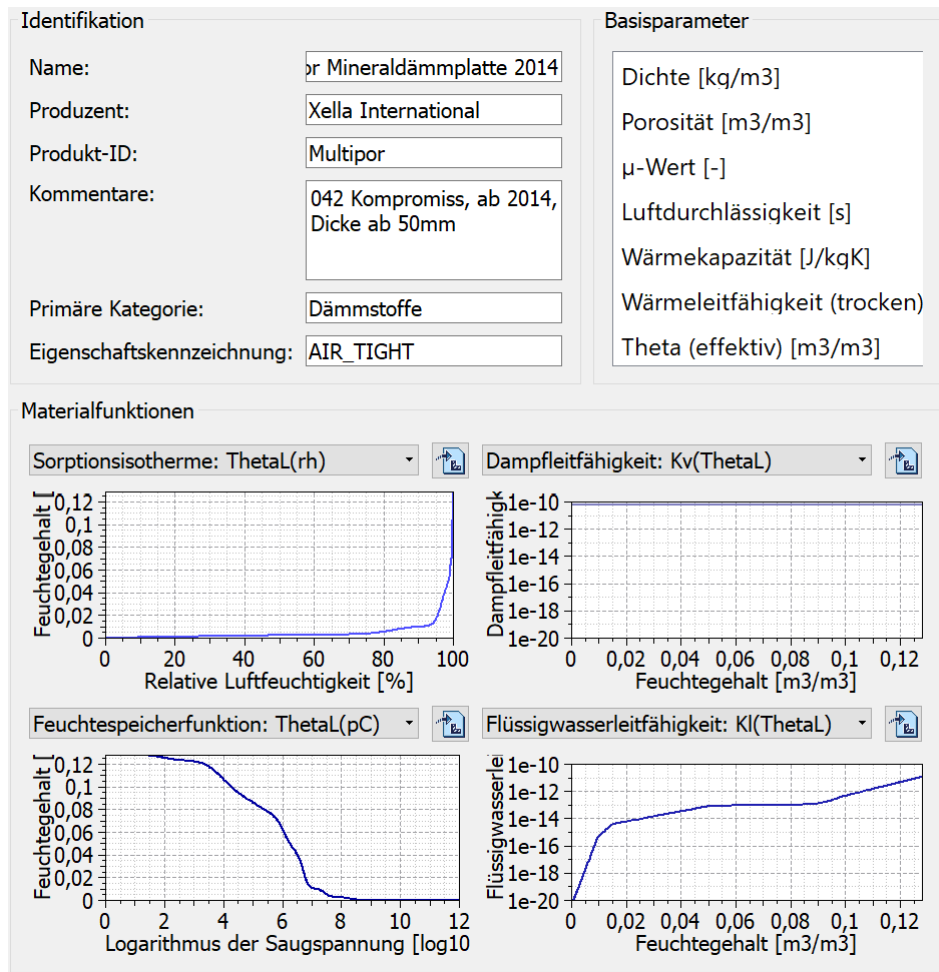 Identifikation
Name: or Mineraldämmplatte 2014
Produzent: Xella International
Produkt-ID: Multipor
Kommentare: 042 Kompromiss, ab 2014,
Dicke ab 50mm
Primäre Kategorie: Dämmstoffe
Eigenschaftskennzeichnung: AIR_TIGHT
Basisparameter
Dichte [kg/m3]
Porosität [m3/m3]
µ-Wert [-]
Luftdurchlässigkeit [s]
Wärmekapazität [J/kgK]
Wärmeleitfähigkeit (trocken)
Theta (effektiv) [m3/m3]
Materialfunktionen
Sorptionsisotherme: ThetaL(rh)
Feuchtegehalt [
0,12
0,1
0,08
0,06
0,04
0,02
0
0 20 40 60 80 100
Relative Luftfeuchtigkeit [%]
Dampfleitfähigkeit: Kv(ThetaL)
Dampfleitfähigk
1e-10
1e-12
1e-14
1e-16
1e-18
1e-20
0 0,02 0,04 0,06 0,08 0,1 0,12
Feuchtegehalt [m3/m3]
Feuchtespeicherfunktion: ThetaL(pC)
Feuchtegehalt [
0,12
0,1
0,08
0,06
0,04
0,02
0
0 2 4 6 8 10 12
Logarithmus der Saugspannung [log10
Flüssigwasserleitfähigkeit: Kl(ThetaL)
Flüssigwasserlei
1e-10
1e-12
1e-14
1e-16
1e-18
1e-20
0 0,02 0,04 0,06 0,08 0,1 0,12
Feuchtegehalt [m3/m3]